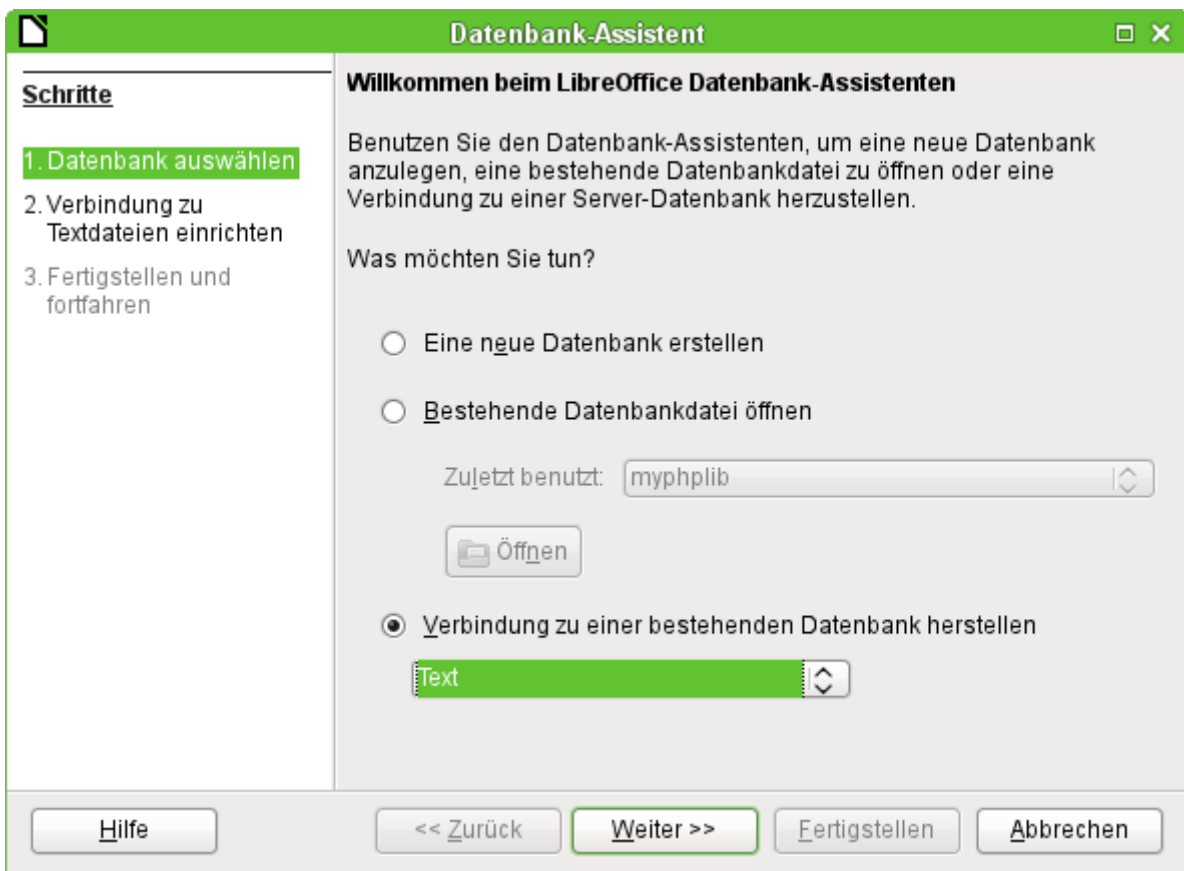 Datenbank-Assistent
Schritte
1. Datenbank auswählen
2. Verbindung zu
Textdateien einrichten
3. Fertigstellen und
fortfahren
Willkommen beim LibreOffice Datenbank-Assistenten
Benutzen Sie den Datenbank-Assistenten, um eine neue Datenbank
anzulegen, eine bestehende Datenbankdatei zu öffnen oder eine
Verbindung zu einer Server-Datenbank herzustellen.
Was möchten Sie tun?
Eine neue Datenbank erstellen
Bestehende Datenbankdatei öffnen
Zuletzt benutzt: myphplib
Öffnen
Verbindung zu einer bestehenden Datenbank herstellen
Text
Hilfe << Zurück Weiter >> Fertigstellen Abbrechen